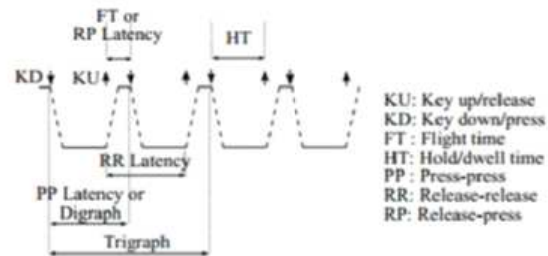 FT or
RP Latency
HT
KD
KU
RR Latency
PP Latency or
Digraph
Trigraph
KU: Key up/release
KD: Key down/press
FT : Flight time
HT: Hold/dwell time
PP : Press-press
RR: Release-release
RP: Release-press